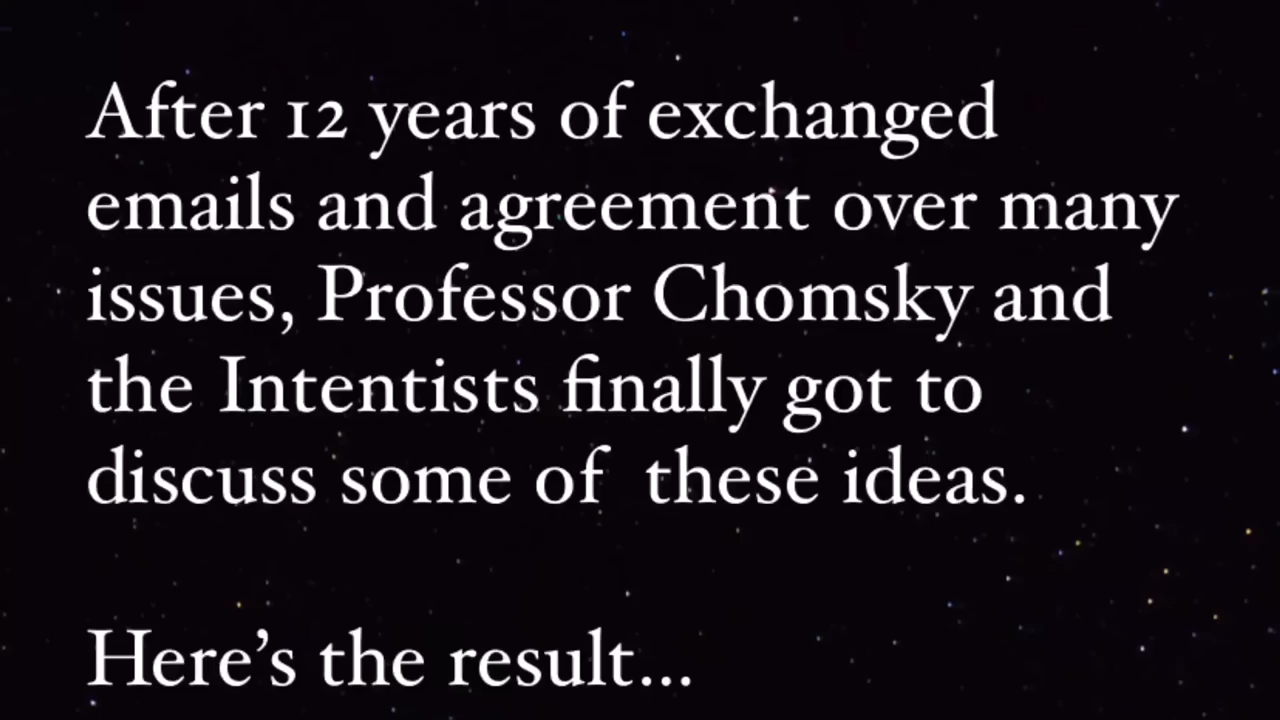 After 12 years of exchanged
emails and agreement over many
issues, Professor Chomsky and
the Intentists finally got to
discuss some of  these ideas.
Here’s the result...